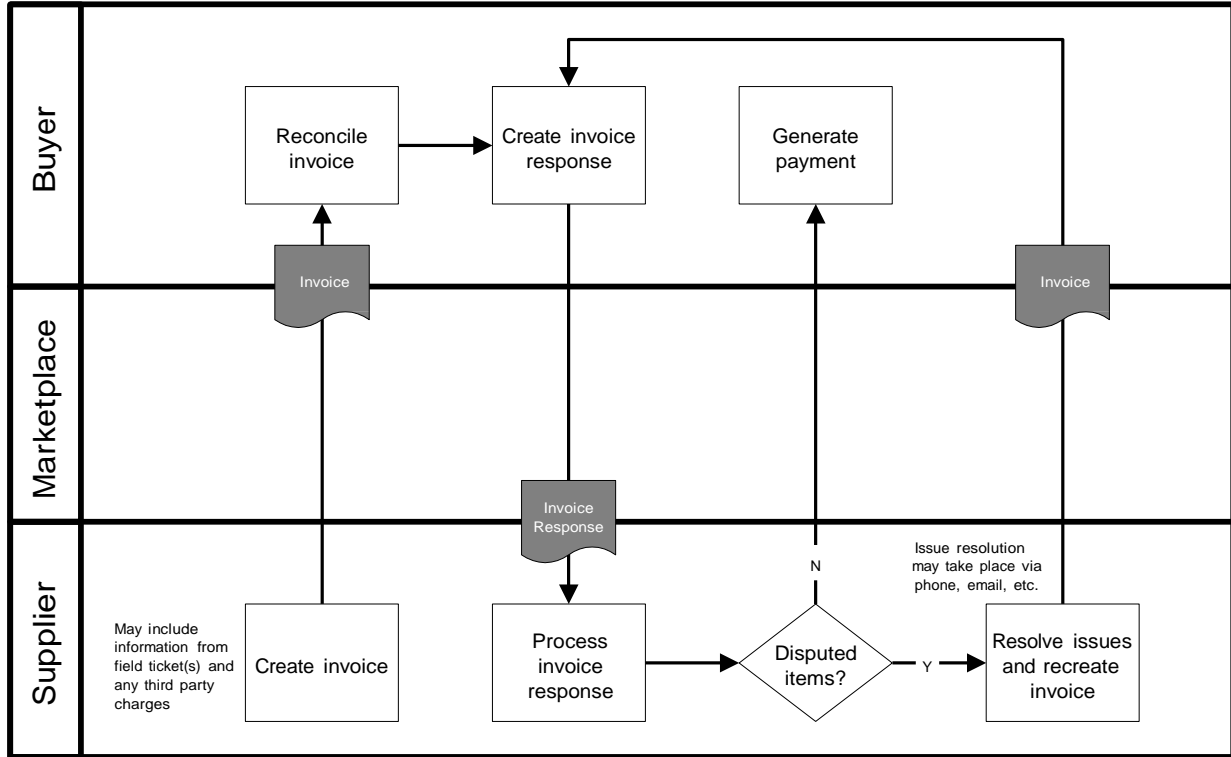 Buyer
Reconcile
invoice
Create invoice
response
Generate
payment
Invoice
Invoice
Marketplace
Invoice
Response
Supplier
May include
information from
field ticket(s) and
any third party
charges
Create invoice
Process
invoice
response
Disputed
items?
N
Y
Issue resolution
may take place via
phone, email, etc.
Resolve issues
and recreate
invoice